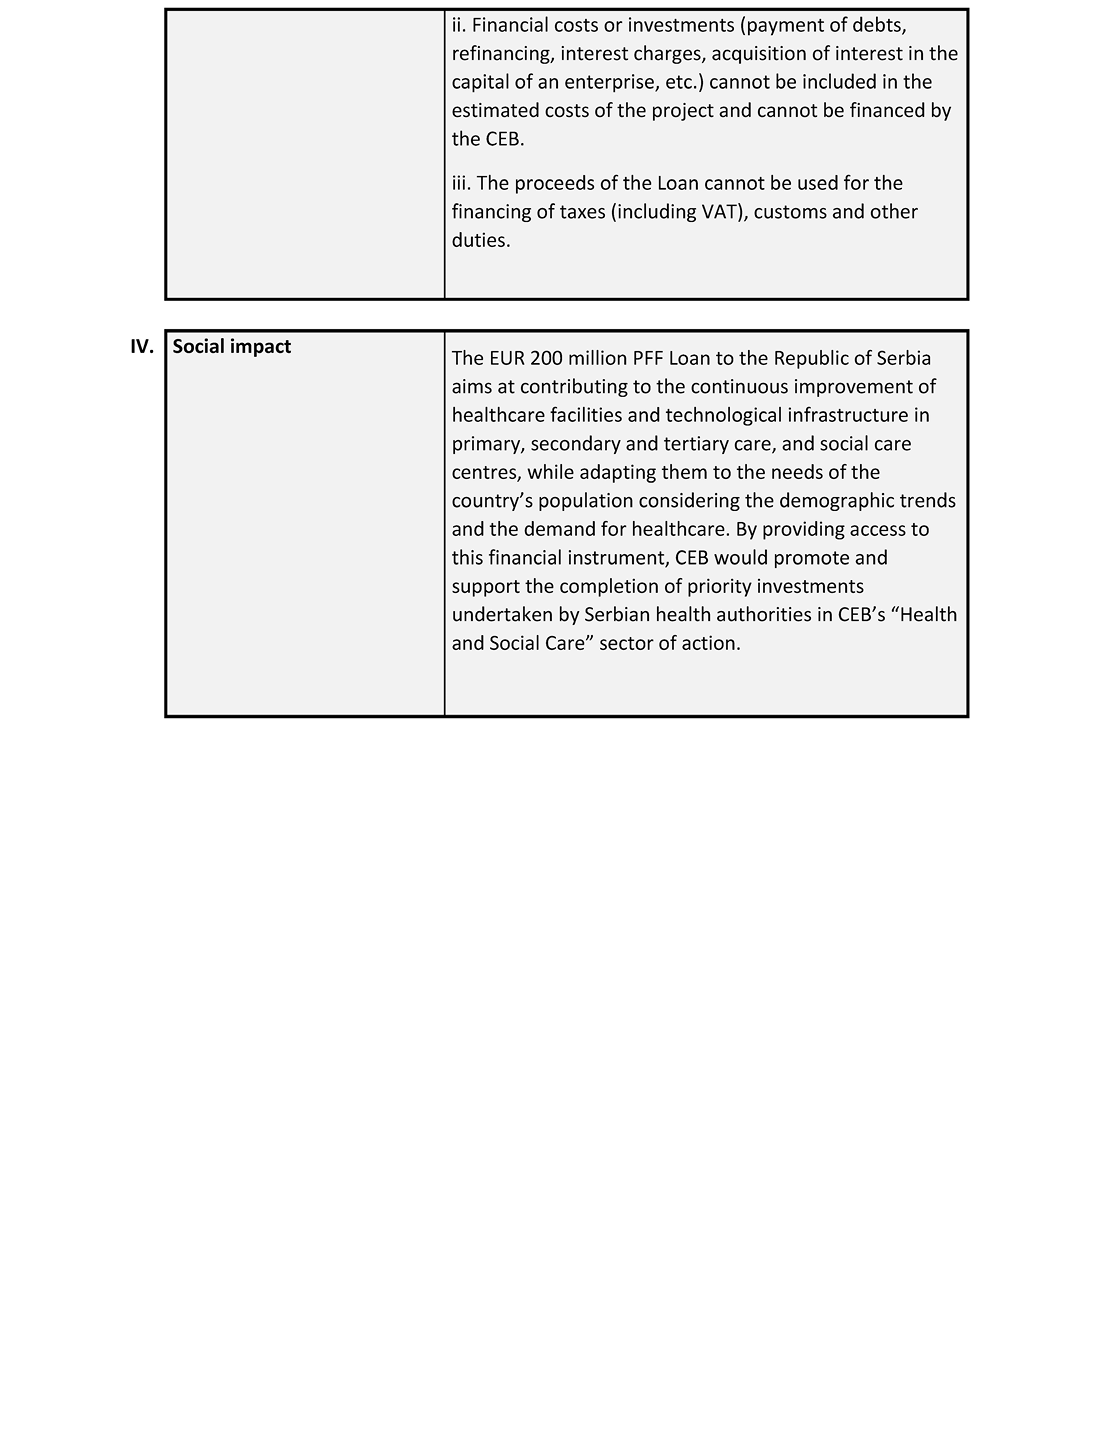 ii. Financial costs or investments (payment of debts,
refinancing, interest charges, acquisition of interest in the
capital of an enterprise, etc.) cannot be included in the
estimated costs of the project and cannot be financed by
the CEB.
iii. The proceeds of the Loan cannot be used for the
financing of taxes (including VAT), customs and other
duties.
IV. Social impact
The EUR 200 million PFF Loan to the Republic of Serbia
aims at contributing to the continuous improvement of
healthcare facilities and technological infrastructure in
primary, secondary and tertiary care, and social care
centres, while adapting them to the needs of the
country’s population considering the demographic trends
and the demand for healthcare. By providing access to
this financial instrument, CEB would promote and
support the completion of priority investments
undertaken by Serbian health authorities in CEB’s “Health
and Social Care” sector of action.